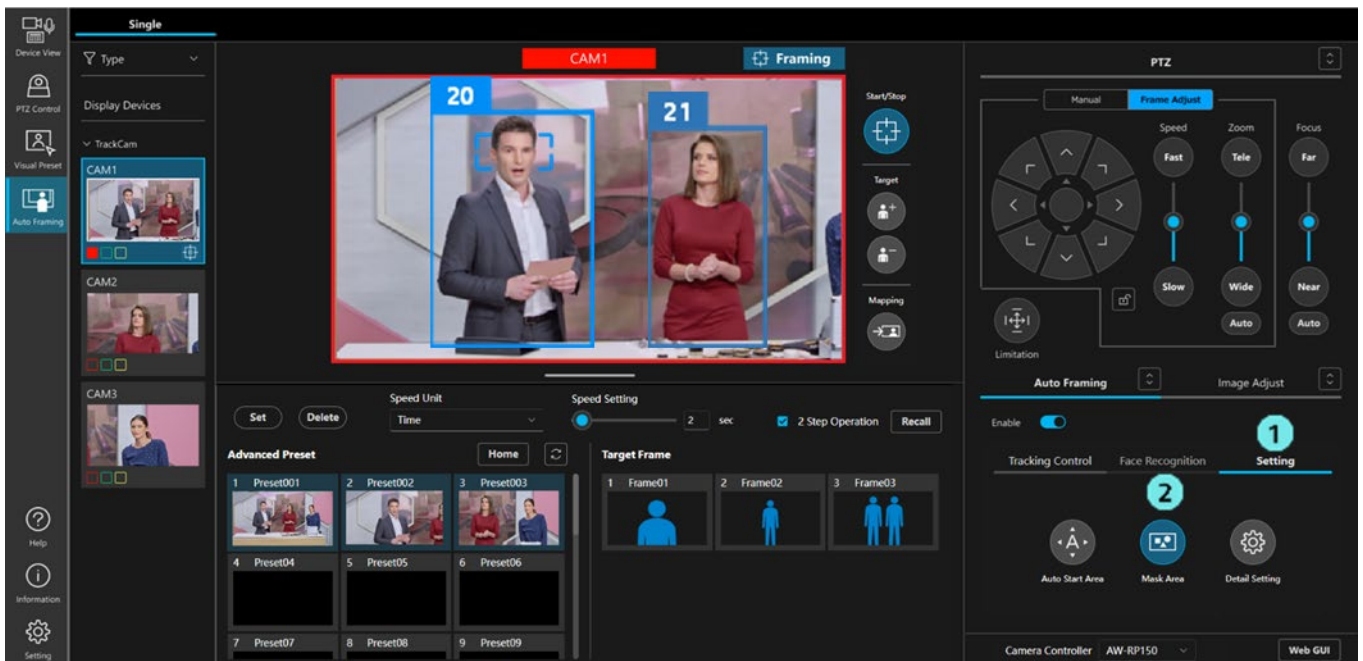 Single
Device View
PTZ Control
Visual Preset
Auto Framing
Help
Information
Setting
Type
Display Devices
TrackCam
CAM1
CAM2
CAM3
CAM1
Framing
20
21
Start/Stop
Target
Mapping
Set
Delete
Speed Unit
Time
Speed Setting
2 sec
2 Step Operation
Recall
Advanced Preset
Home
1 Preset001
2 Preset002
3 Preset003
4 Preset04
5 Preset05
6 Preset06
7 Preset07
8 Preset08
9 Preset09
Target Frame
1 Frame01
2 Frame02
3 Frame03
PTZ
Manual
Frame Adjust
Speed
Zoom
Focus
Fast
Tele
Far
Slow
Wide
Near
Auto
Auto
Limitation
Auto Framing
Image Adjust
Enable
1
Tracking Control
Face Recognition
Setting
2
A
Auto Start Area
Mask Area
Detail Setting
Camera Controller
AW-RP150
Web GUI